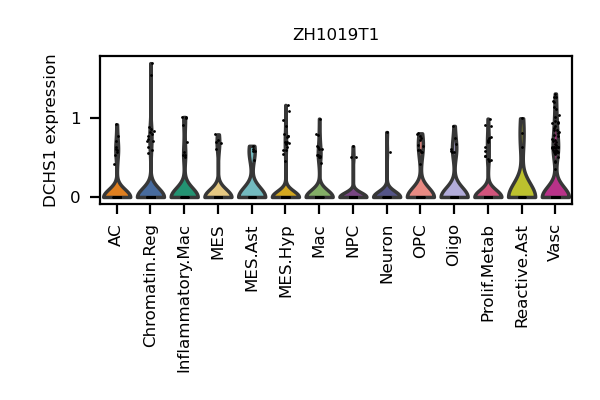 ZH1019T1
DCHS1 expression
1
0
AC
Chromatin.Reg
Inflammatory.Mac
MES
MES.Ast
MES.Hyp
Mac
NPC
Neuron
OPC
Oligo
Prolif.Metab
Reactive.Ast
Vasc